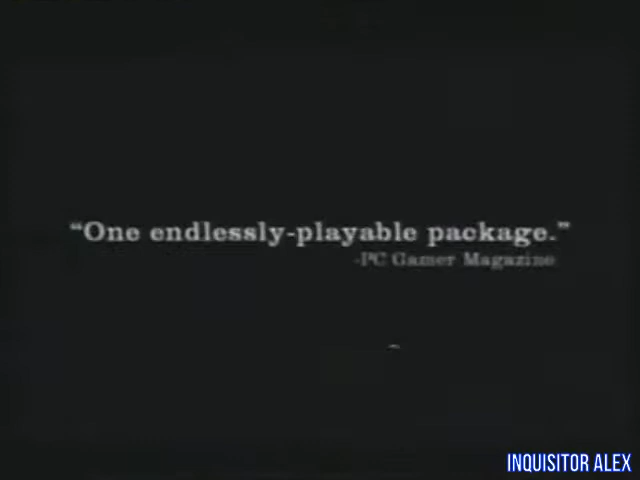 “One endlessly-playable package.”
-PC Gamer Magazine
INQUISITOR ALEX